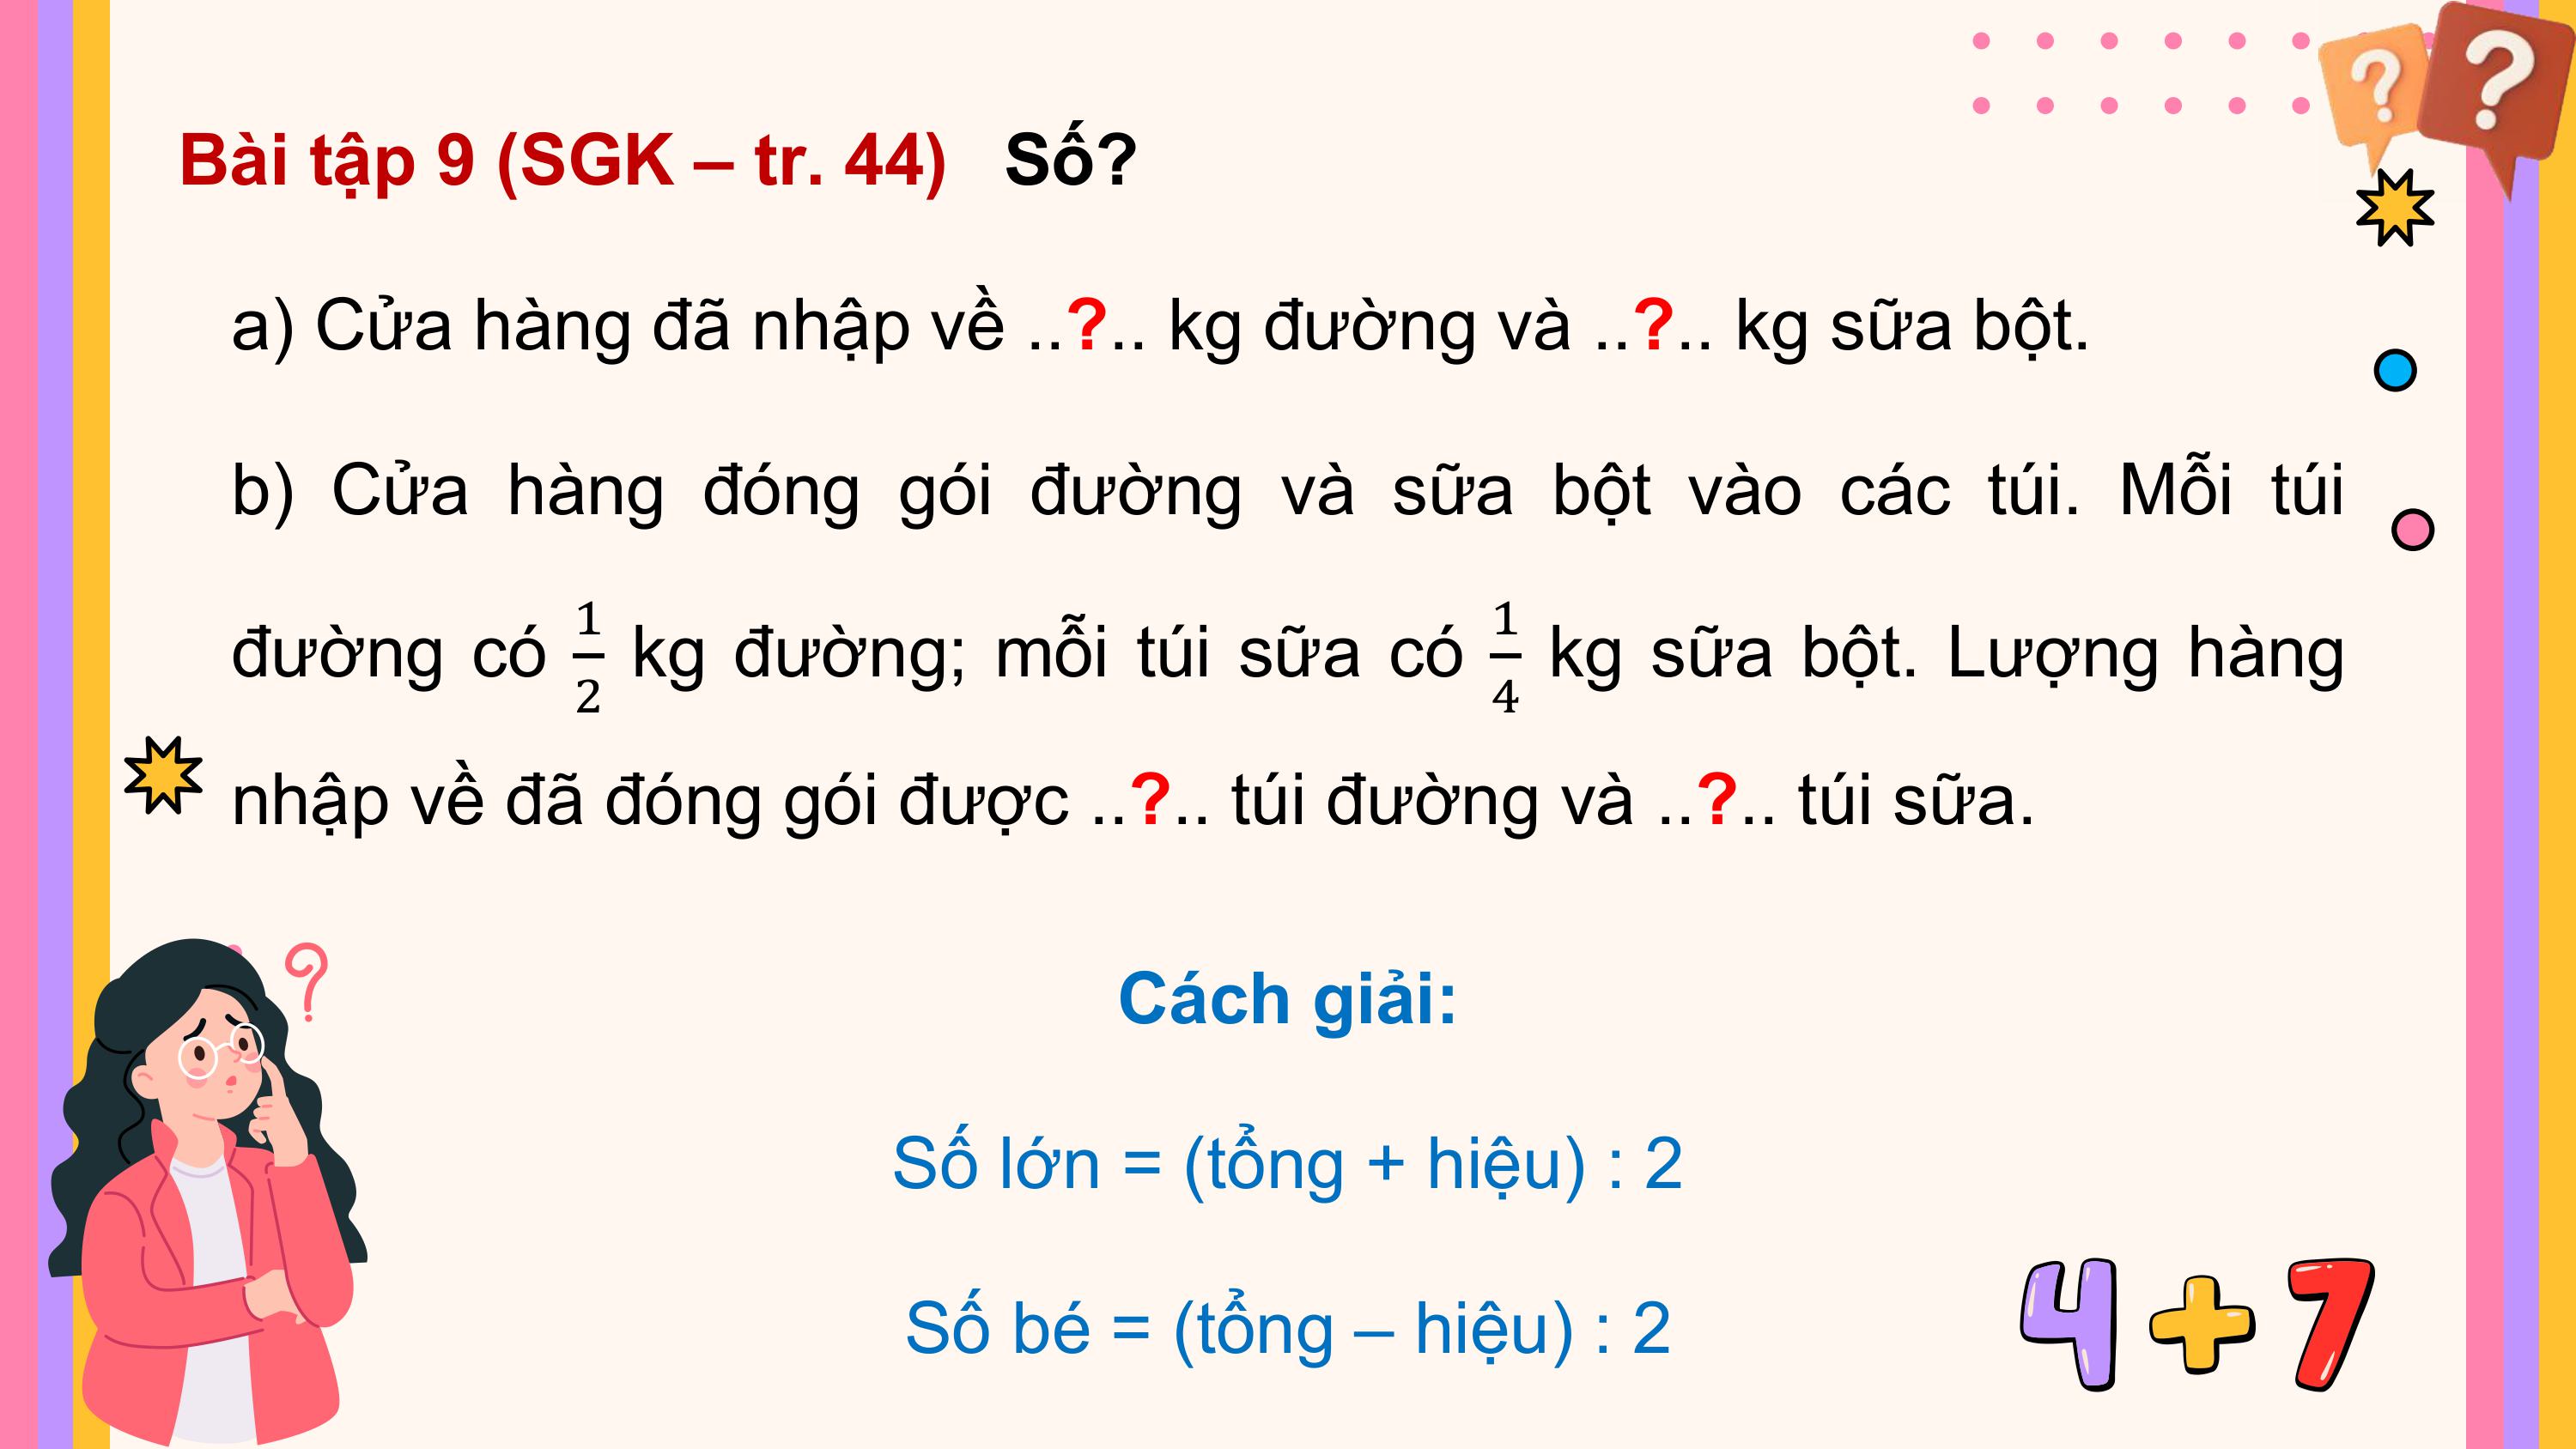 Bài tập 9 (SGK – tr. 44) Số?
a) Cửa hàng đã nhập về ..?.. kg đường và ..?.. kg sữa bột.
b) Cửa hàng đóng gói đường và sữa bột vào các túi. Mỗi túi
đường có 1/2 kg đường; mỗi túi sữa có 1/4 kg sữa bột. Lượng hàng
nhập về đã đóng gói được ..?.. túi đường và ..?.. túi sữa.
Cách giải:
Số lớn = (tổng + hiệu) : 2
Số bé = (tổng – hiệu) : 2
4 + 7